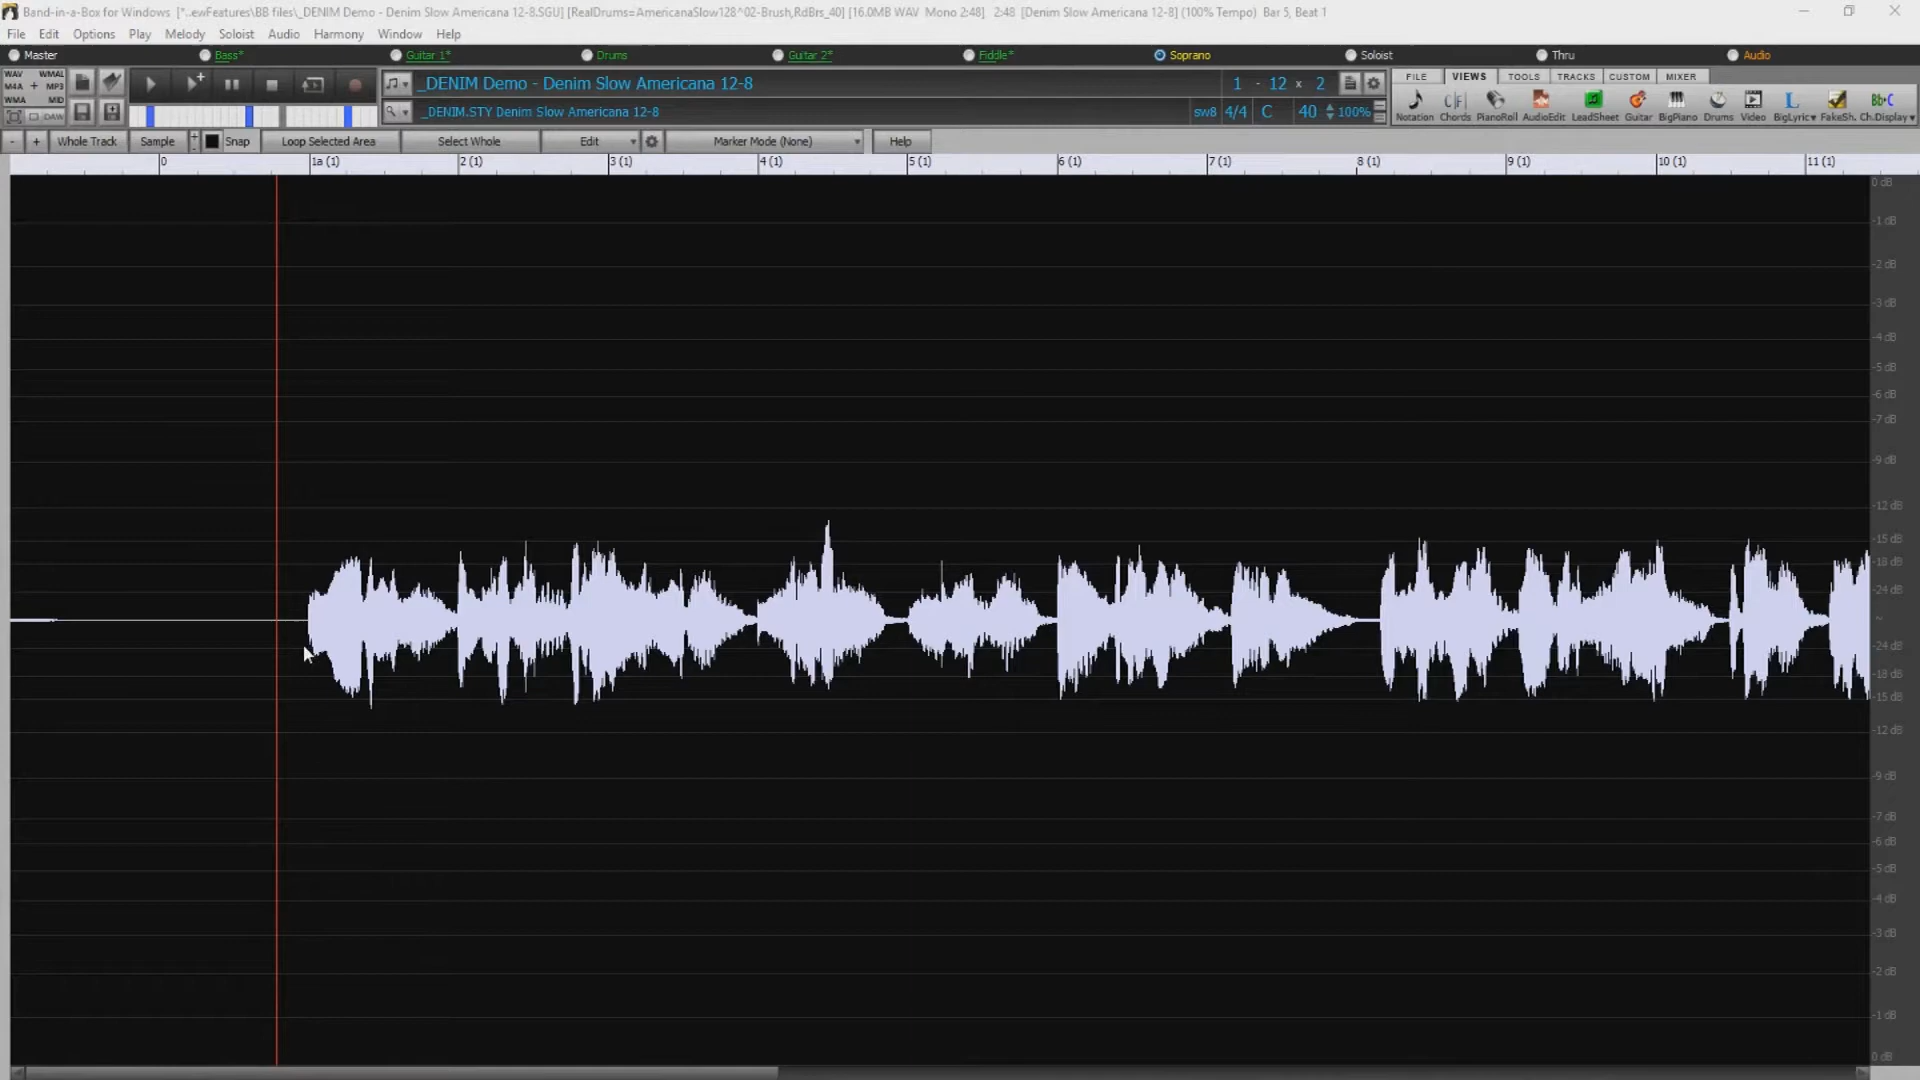 Band-in-a-Box for Windows [*..ewFeatures\BB files\_DENIM Demo - Denim Slow Americana 12-8.SGU] [RealDrums=AmericanaSlow128^02-Brush,RdBrs_40] [16.0MB WAV Mono 2:48] 2:48 [Denim Slow Americana 12-8] (100% Tempo) Bar 5, Beat 1
File Edit Options Play Melody Soloist Audio Harmony Window Help
Master Bass* Guitar 1* Drums Guitar 2* Fiddle* Soprano Soloist Thru Audio
WAV WMAL
M4A + MP3
WMA MID
DAW
_DENIM Demo - Denim Slow Americana 12-8 1 - 12 x 2
_DENIM.STY Denim Slow Americana 12-8 sw8 4/4 C 40 100%
FILE VIEWS TOOLS TRACKS CUSTOM MIXER
Notation Chords PianoRoll AudioEdit LeadSheet Guitar BigPiano Drums Video BigLyric FakeSh. Ch.Display
- + Whole Track Sample + - Snap Loop Selected Area Select Whole Edit Marker Mode (None) Help
0 1a (1) 2 (1) 3 (1) 4 (1) 5 (1) 6 (1) 7 (1) 8 (1) 9 (1) 10 (1) 11 (1)
0 dB
-1 dB
-2 dB
-3 dB
-4 dB
-5 dB
-6 dB
-7 dB
-9 dB
-12 dB
-15 dB
-18 dB
-24 dB
-24 dB
-18 dB
-15 dB
-12 dB
-9 dB
-7 dB
-6 dB
-5 dB
-4 dB
-3 dB
-2 dB
-1 dB
0 dB